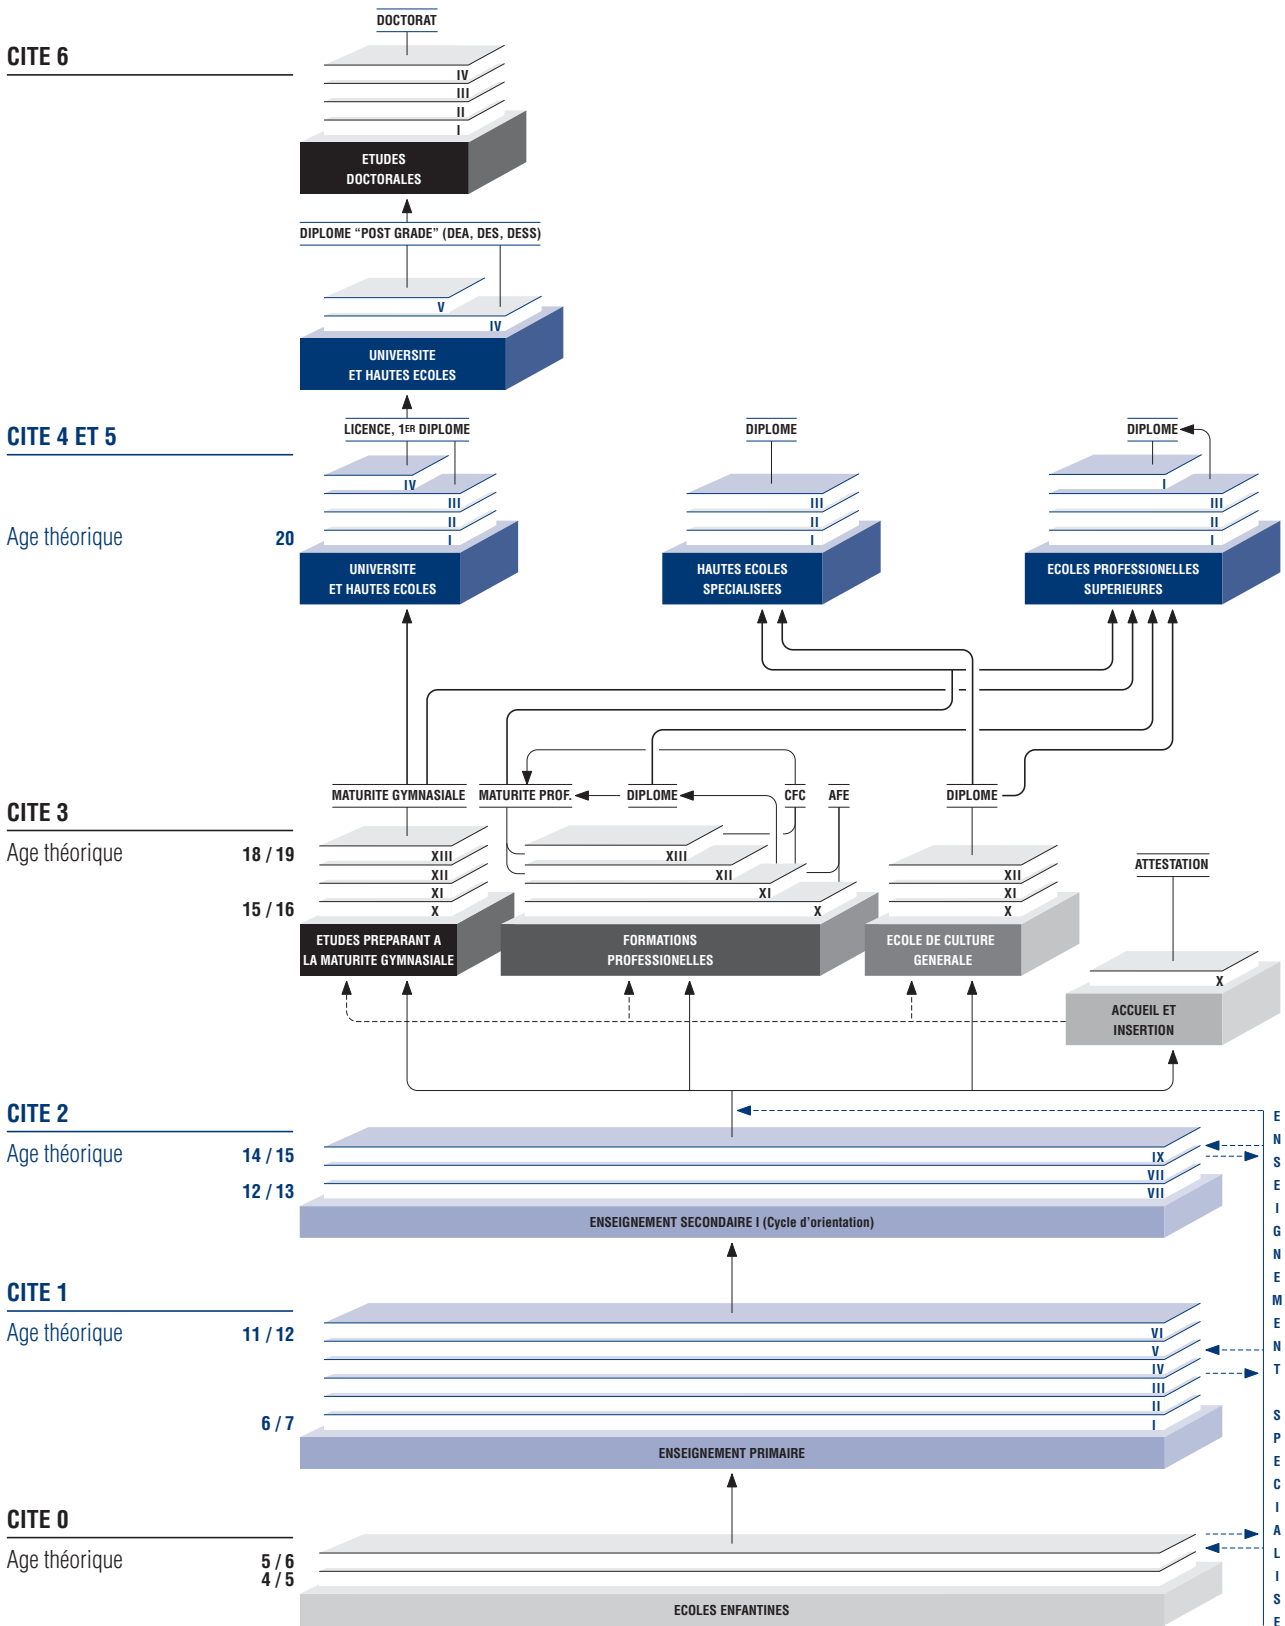 DOCTORAT
CITE 6
IV
III
II
I
ETUDES
DOCTORALES
DIPLOME “POST GRADE” (DEA, DES, DESS)
V
IV
UNIVERSITE
ET HAUTES ECOLES
CITE 4 ET 5
LICENCE, 1ER DIPLOME
DIPLOME
DIPLOME
IV
I
III
III
III
II
II
II
Age théorique
20
I
I
I
UNIVERSITE
ET HAUTES ECOLES
HAUTES ECOLES
SPECIALISEES
ECOLES PROFESSIONELLES
SUPERIEURES
MATURITE GYMNASIALE
MATURITE PROF.
DIPLOME
CFC
AFE
DIPLOME
CITE 3
Age théorique
18 / 19
XIII
XII
XI
15 / 16
X
XIII
XII
XI
X
XII
XI
X
ATTESTATION
X
ETUDES PREPARANT A
LA MATURITE GYMNASIALE
FORMATIONS
PROFESSIONELLES
ECOLE DE CULTURE
GENERALE
ACCUEIL ET
INSERTION
CITE 2
Age théorique
14 / 15
IX
VII
12 / 13
VII
ENSEIGNEMENT SECONDAIRE I (Cycle d’orientation)
CITE 1
Age théorique
11 / 12
VI
V
IV
III
II
6 / 7
I
ENSEIGNEMENT PRIMAIRE
CITE 0
Age théorique
5 / 6
4 / 5
ECOLES ENFANTINES
ENSEIGNEMENT SPECIALISE